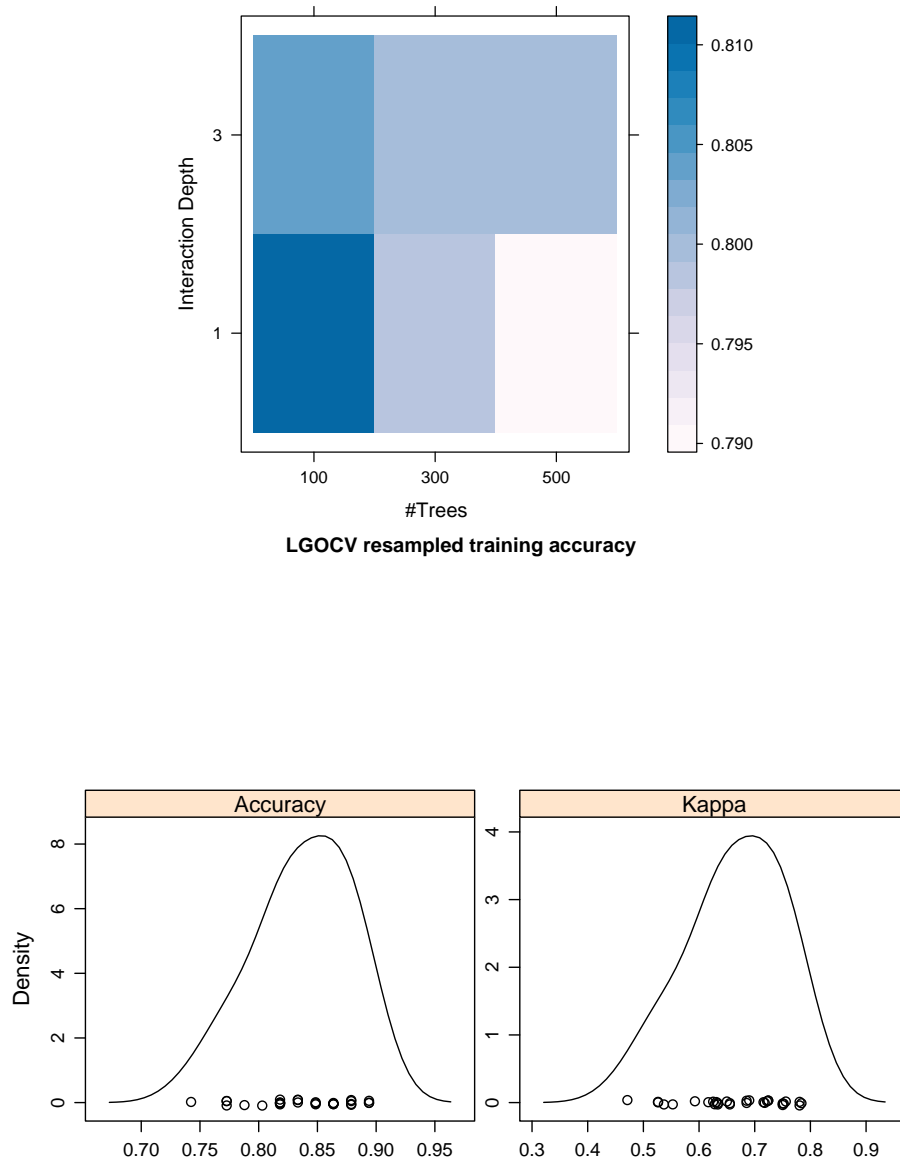 0.810
0.805
0.800
0.795
0.790
3
1
Interaction Depth
100 300 500
#Trees
LGOCV resampled training accuracy
Accuracy
Kappa
Density
8
6
4
2
0
4
3
2
1
0
0.70 0.75 0.80 0.85 0.90 0.95
0.3 0.4 0.5 0.6 0.7 0.8 0.9